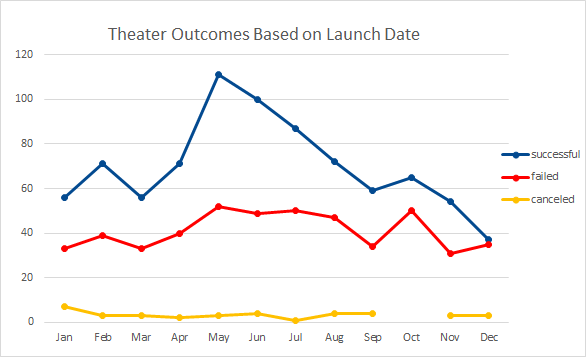 Theater Outcomes Based on Launch Date
120
100
80
60
40
20
0
Jan Feb Mar Apr May Jun Jul Aug Sep Oct Nov Dec
successful
failed
canceled